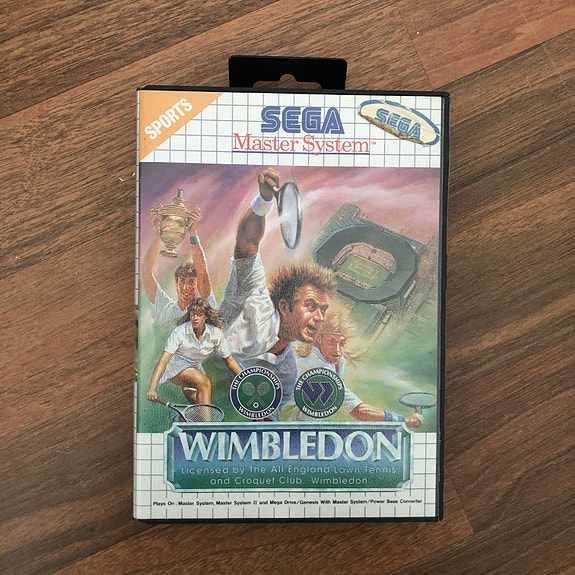 SPORTS
SEGA
SEGA
Master System™
THE CHAMPIONSHIPS
WIMBLEDON
THE CHAMPIONSHIPS
WIMBLEDON
WIMBLEDON
Licensed by The All England Lawn Tennis
and Croquet Club, Wimbledon
Plays On : Master System, Master System II and Mega Drive/Genesis With Master System/Power Base Converter